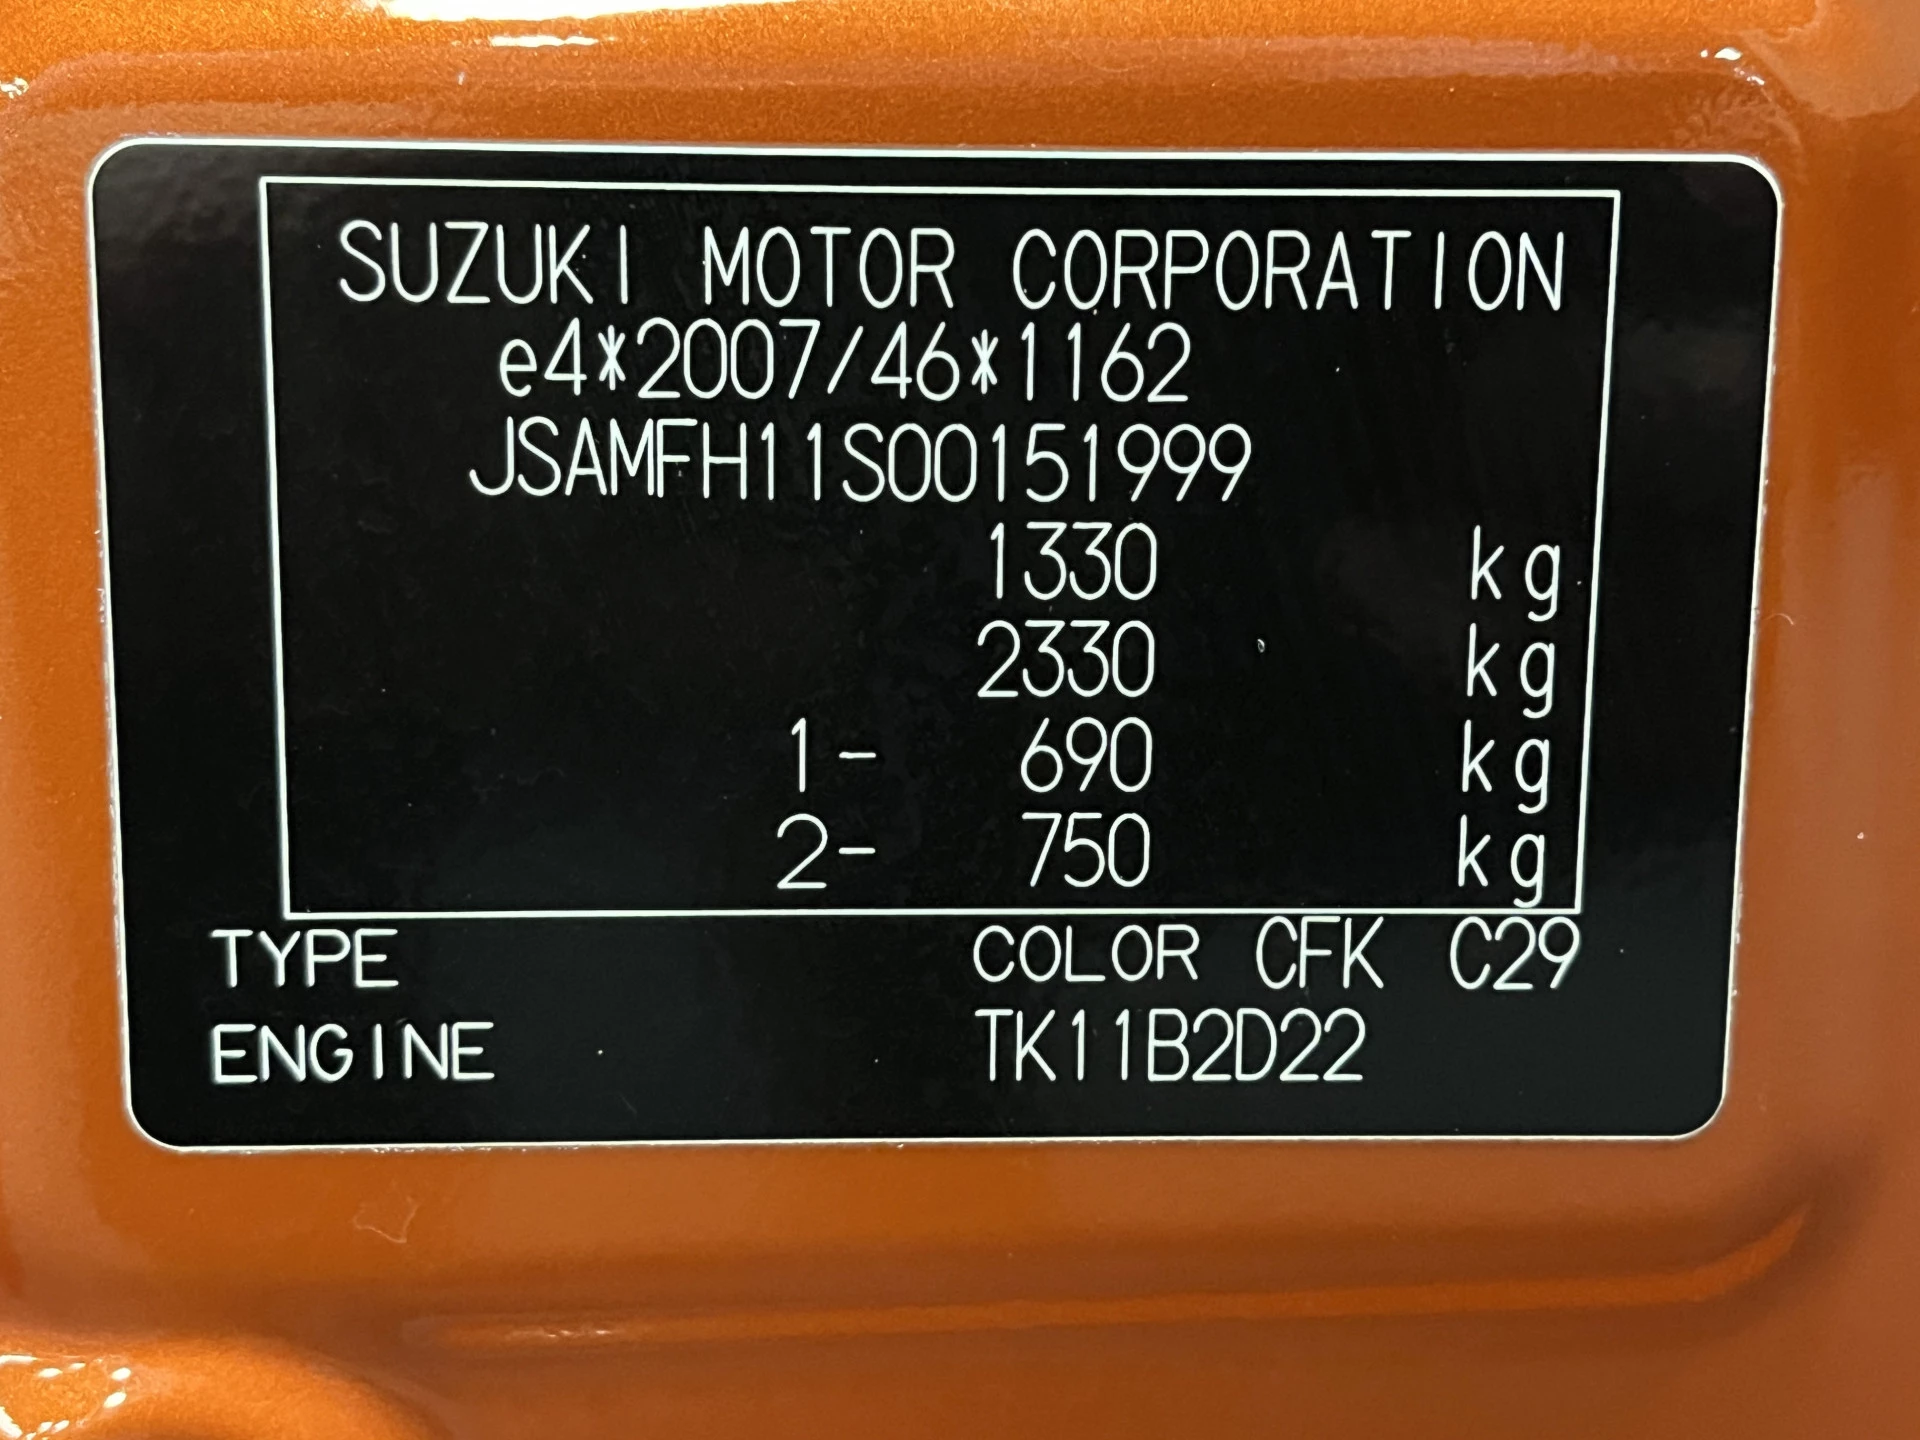 SUZUKI MOTOR CORPORATION
e4*2007/46*1162
JSAMFH11S00151999
1330 kg
2330 kg
1- 690 kg
2- 750 kg
TYPE COLOR CFK C29
ENGINE TK11B2D22